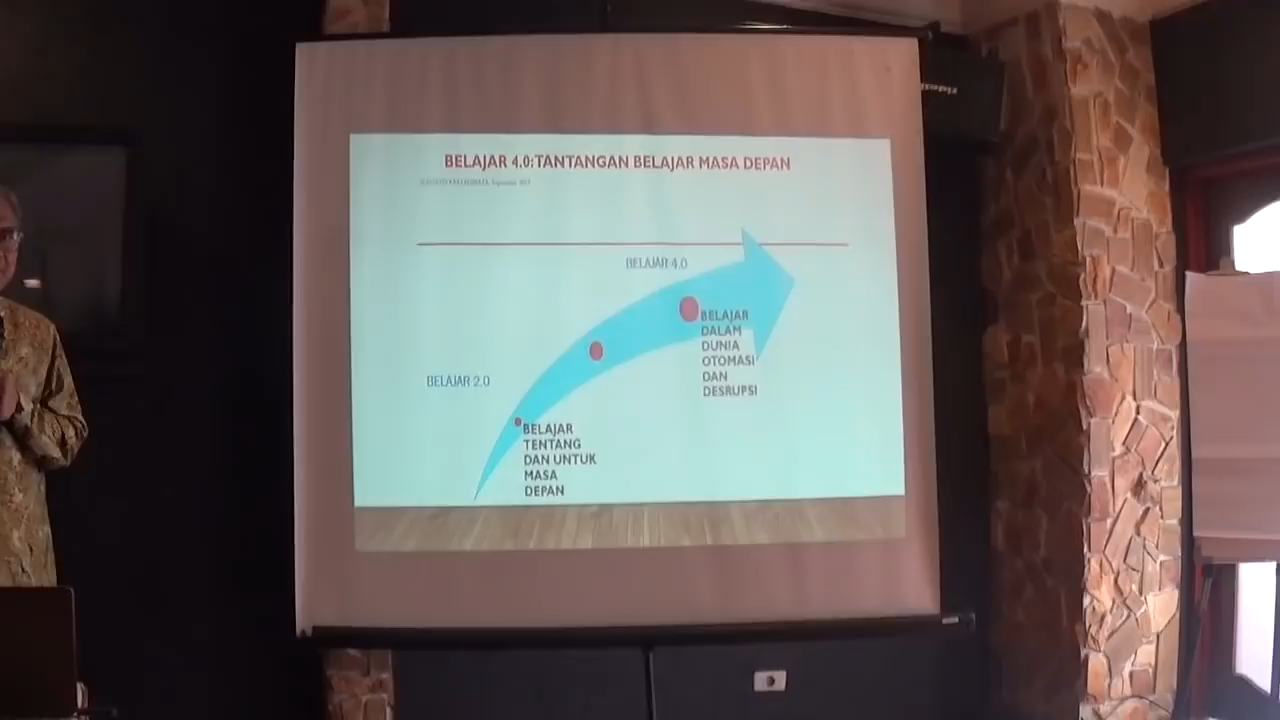 BELAJAR 4.0: TANTANGAN BELAJAR MASA DEPAN
BELAJAR 4.0
BELAJAR
DALAM
DUNIA
OTOMASI
DAN
DESRUPSI
BELAJAR 2.0
BELAJAR
TENTANG
DAN UNTUK
MASA
DEPAN